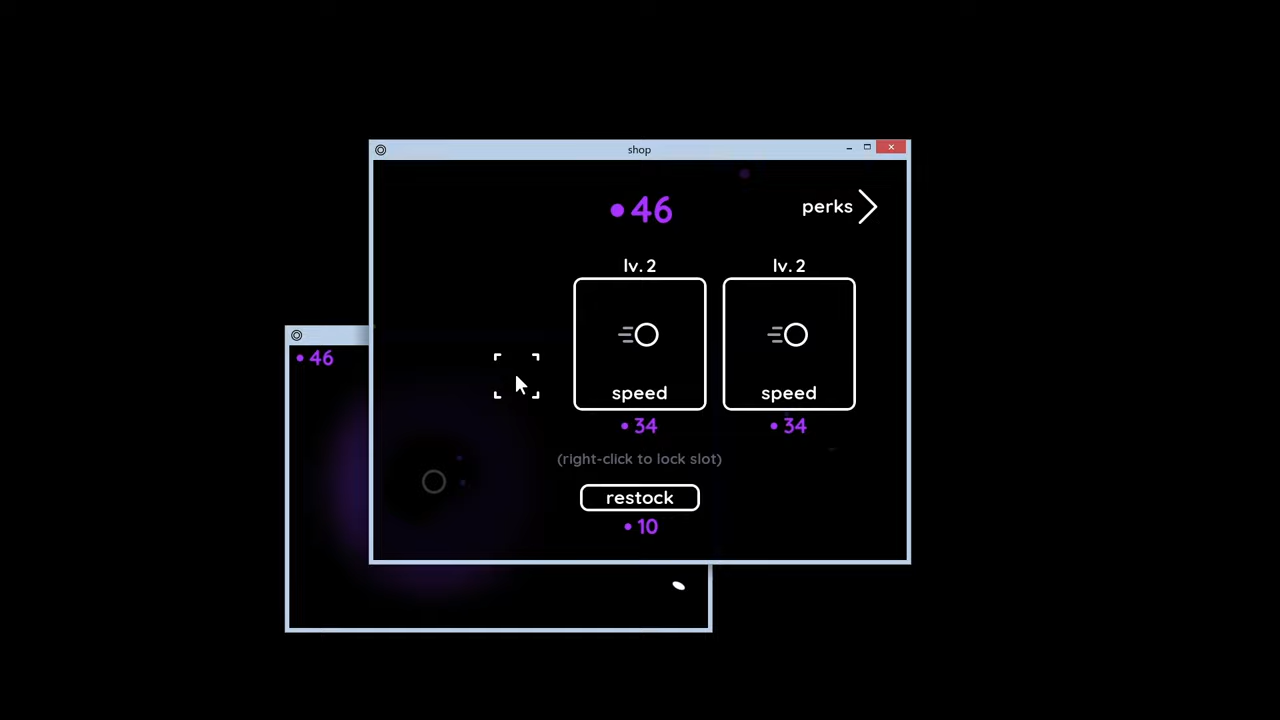 shop
46
perks
lv. 2
lv. 2
46
speed
speed
34
34
(right-click to lock slot)
restock
10